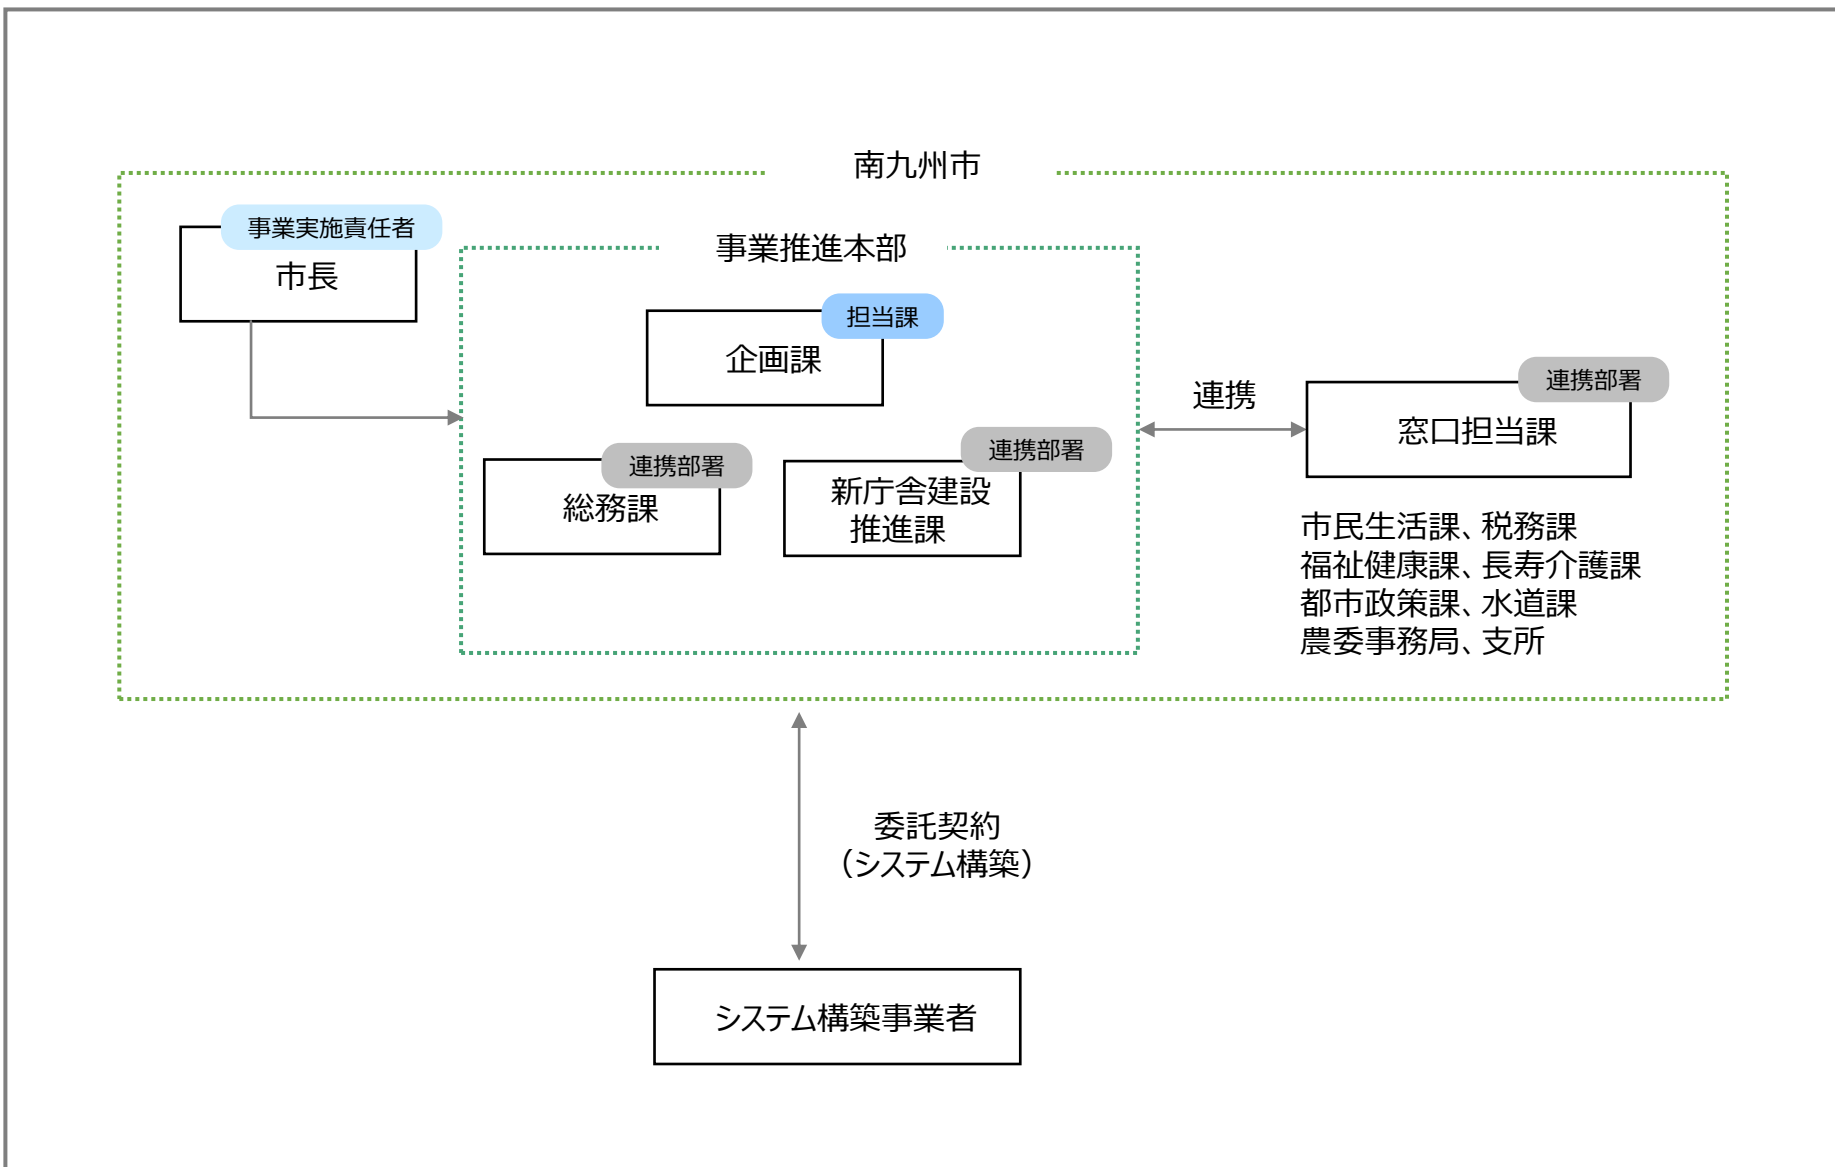 南九州市
事業実施責任者
市長
事業推進本部
担当課
企画課
連携部署
総務課
連携部署
新庁舎建設
推進課
連携
連携部署
窓口担当課
市民生活課、税務課
福祉健康課、長寿介護課
都市政策課、水道課
農委事務局、支所
委託契約
（システム構築）
システム構築事業者